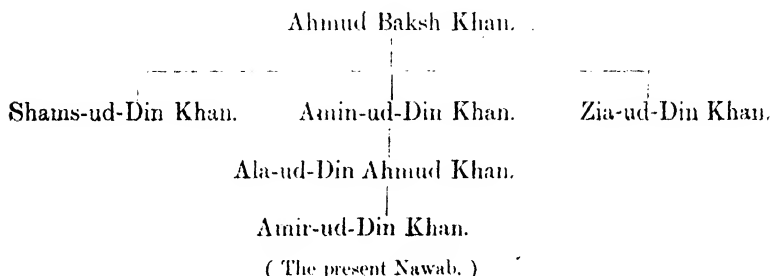 Ahmud Baksh Khan.
Shams-ud-Din Khan. Amin-ud-Din Khan. Zia-ud-Din Khan.
Ala-ud-Din Ahmud Khan.
Amir-ud-Din Khan.
( The present Nawab. )